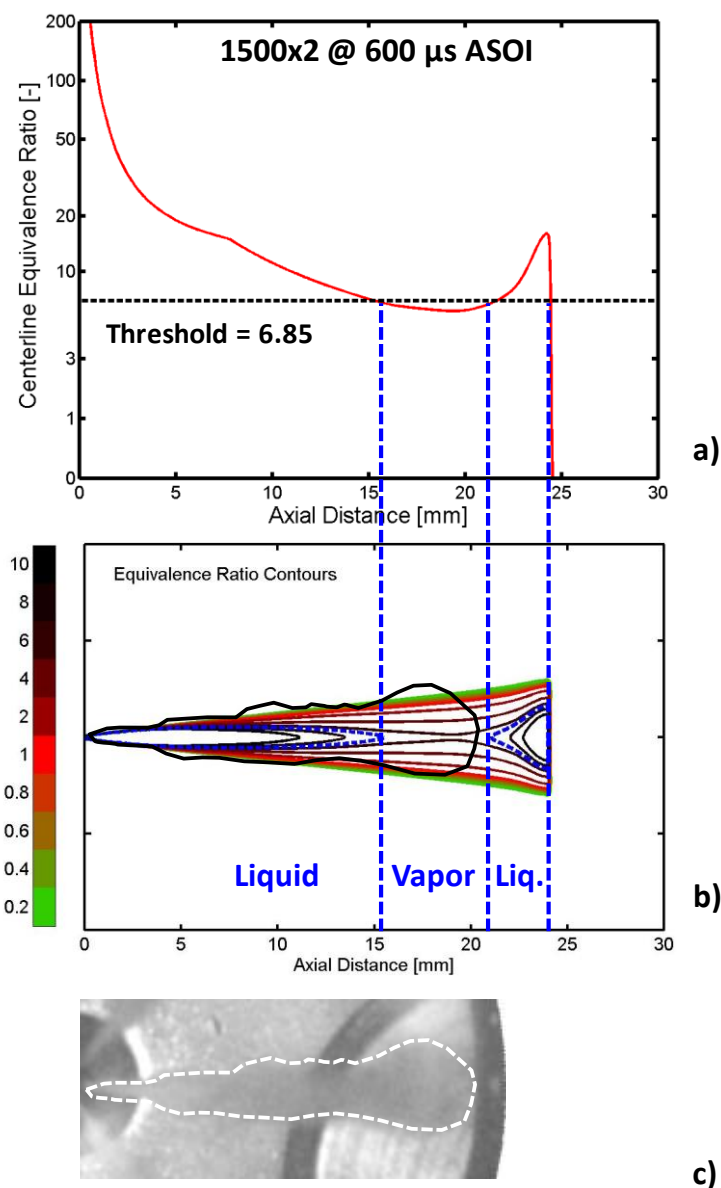 1500x2 @ 600 µs ASOI
Centerline Equivalence Ratio [-]
200
100
50
20
10
3
1
0
Threshold = 6.85
0 5 10 15 20 25 30
Axial Distance [mm]
a)
Equivalence Ratio Contours
10
8
6
4
2
1
0.8
0.6
0.4
0.2
Liquid Vapor Liq.
0 5 10 15 20 25 30
Axial Distance [mm]
b)
c)